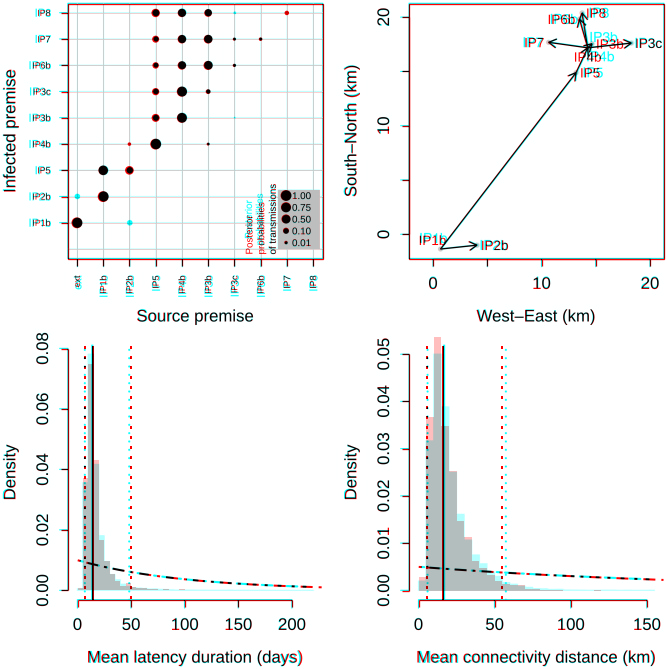 IP8
IP7
IP6b
IP3c
IP3b
IP4b
IP5
IP2b
IP1b
Infected premise
Posterior
probabilities
of transmissions
1.00
0.75
0.50
0.10
0.01
ext
IP1b
IP2b
IP5
IP4b
IP3b
IP3c
IP6b
IP7
IP8
Source premise
20
10
0
South–North (km)
IP8
IP6b
IP7
IP3b
IP3c
IP4b
IP5
IP1b
IP2b
0
10
20
West–East (km)
0.08
0.06
0.04
0.02
0.00
Density
0
50
100
150
200
Mean latency duration (days)
0.05
0.04
0.03
0.02
0.01
0.00
Density
0
50
100
150
Mean connectivity distance (km)